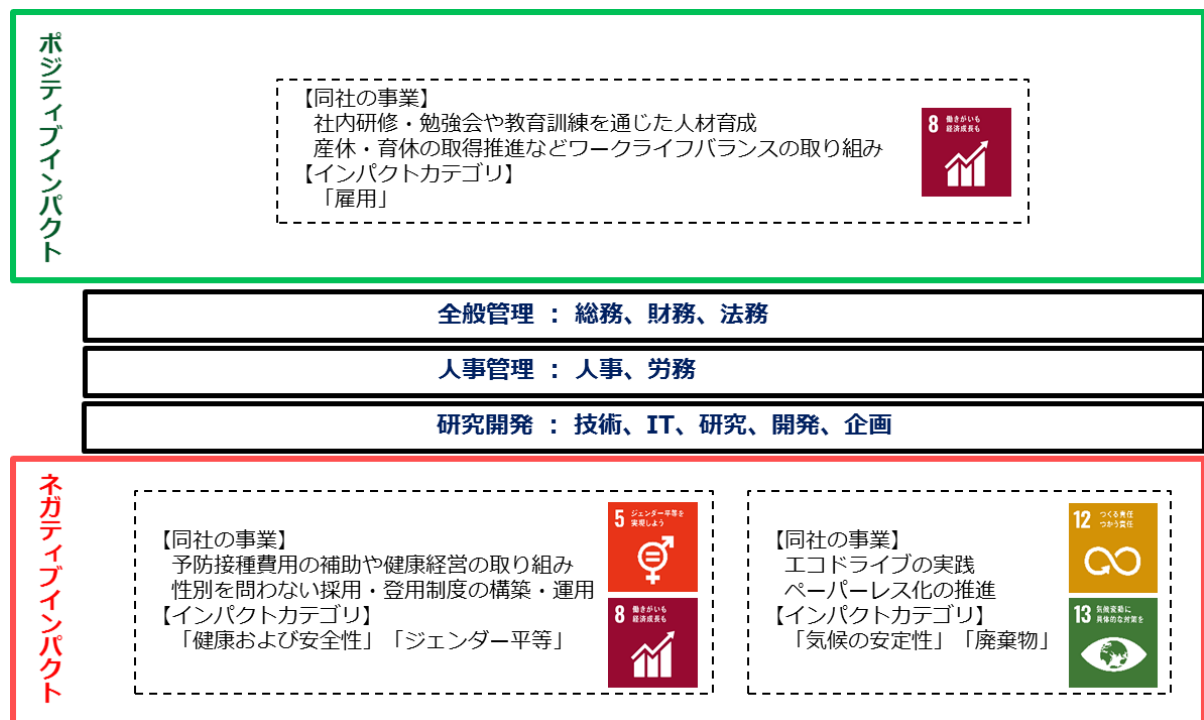 ポジティブインパクト
【同社の事業】
社内研修・勉強会や教育訓練を通じた人材育成
産休・育休の取得推進などワークライフバランスの取り組み
【インパクトカテゴリ】
「雇用」
8 働きがいも
経済成長も
全般管理 : 総務、財務、法務
人事管理 : 人事、労務
研究開発 : 技術、IT、研究、開発、企画
ネガティブインパクト
【同社の事業】
予防接種費用の補助や健康経営の取り組み
性別を問わない採用・登用制度の構築・運用
【インパクトカテゴリ】
「健康および安全性」「ジェンダー平等」
5 ジェンダー平等を
実現しよう
8 働きがいも
経済成長も
【同社の事業】
エコドライブの実践
ペーパーレス化の推進
【インパクトカテゴリ】
「気候の安定性」「廃棄物」
12 つくる責任
つかう責任
13 気候変動に
具体的な対策を